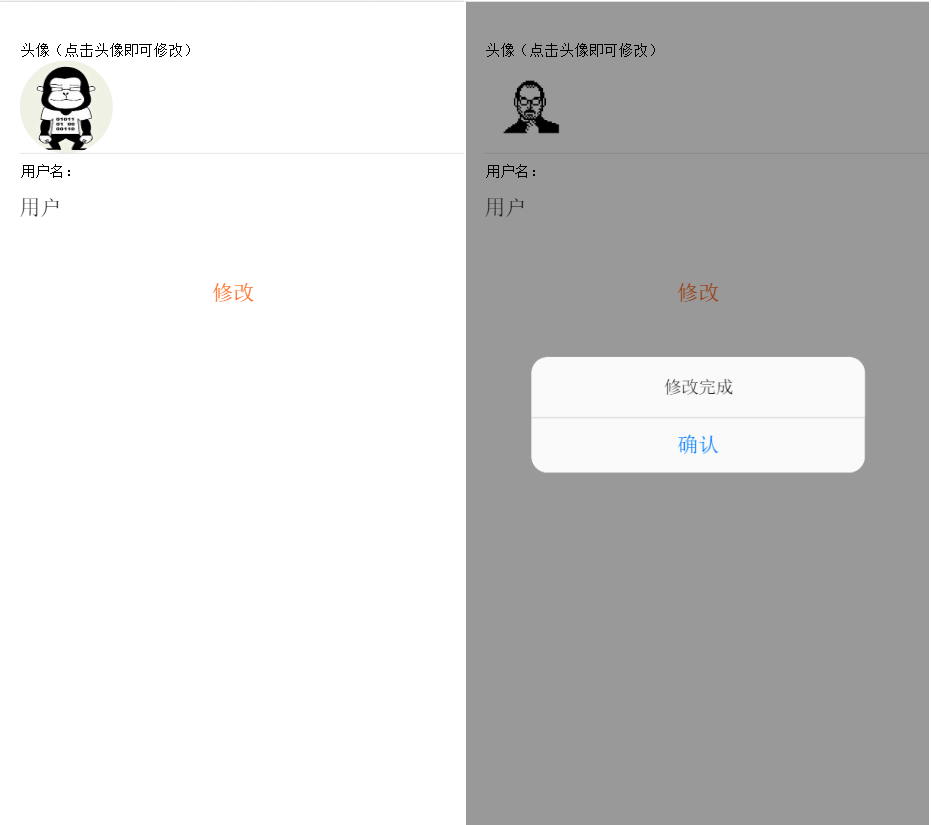 头像（点击头像即可修改）
01011
01 00
00110
用户名：
用户
修改
头像（点击头像即可修改）
用户名：
用户
修改
修改完成
确认